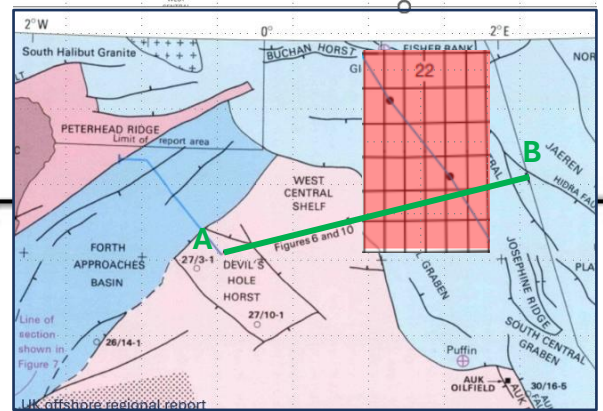 2°W
0°
2°E
South Halibut Granite
BUCHAN HORST
FISHER BANK
GI
22
NOR
PETERHEAD RIDGE
Limit of report area
JAEREN
B
HIDRA FAU
WEST
CENTRAL
SHELF
A
Figures 6 and 10
FORTH
APPROACHES
BASIN
27/3-1
DEVIL'S
HOLE
HORST
27/10-1
GRABEN
JOSEPHINE RIDGE
PLA
SOUTH CENTRAL
GRABEN
Line of
section
shown in
Figure 7
26/14-1
Puffin
AUK
OILFIELD
30/16-5
AUK
UK offshore regional report